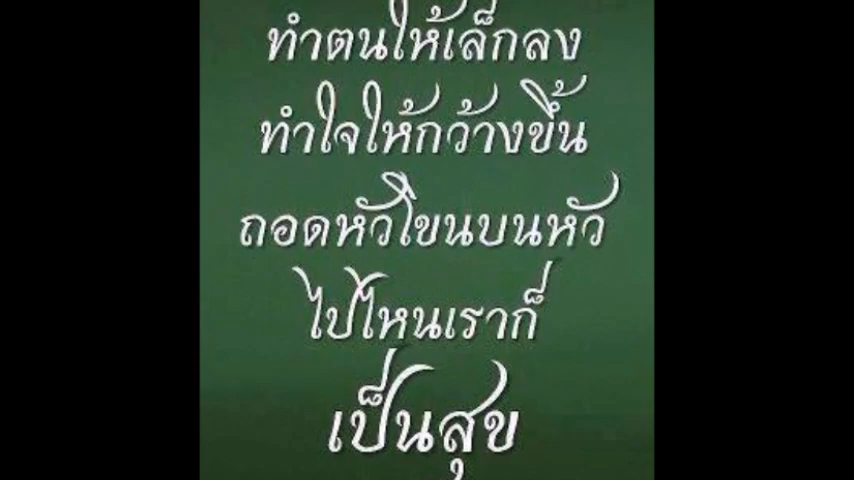 ทำตนให้เล็กลง
ทำใจให้กว้างขึ้น
ถอดหัวโขนบนหัว
ไปไหนเราก็
เป็นสุข